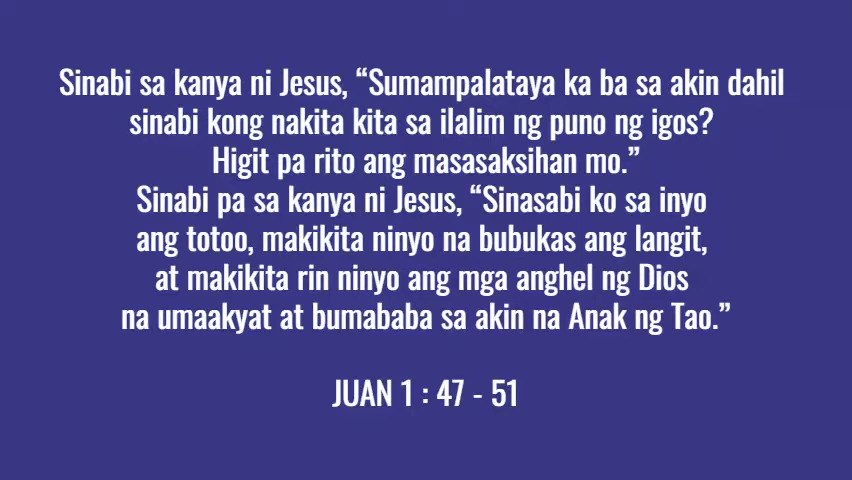 Sinabi sa kanya ni Jesus, “Sumampalataya ka ba sa akin dahil
sinabi kong nakita kita sa ilalim ng puno ng igos?
Higit pa rito ang masasaksihan mo.”
Sinabi pa sa kanya ni Jesus, “Sinasabi ko sa inyo
ang totoo, makikita ninyo na bubukas ang langit,
at makikita rin ninyo ang mga anghel ng Dios
na umaakyat at bumababa sa akin na Anak ng Tao.”
JUAN 1 : 47 - 51